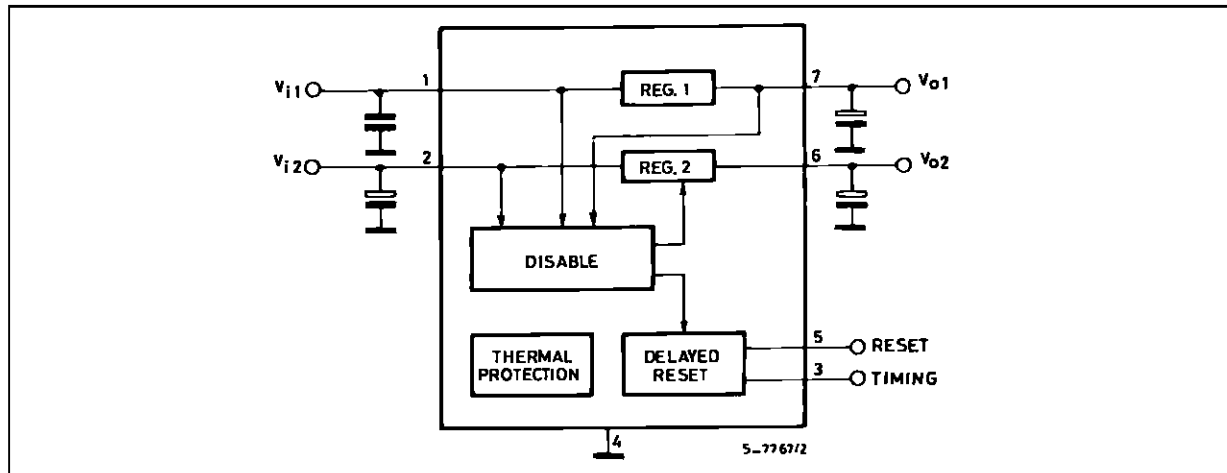 1
7
Vi1
REG. 1
Vo1
2
6
Vi2
REG. 2
Vo2
DISABLE
5
RESET
THERMAL
PROTECTION
DELAYED
RESET
3
TIMING
4
5-7767/2